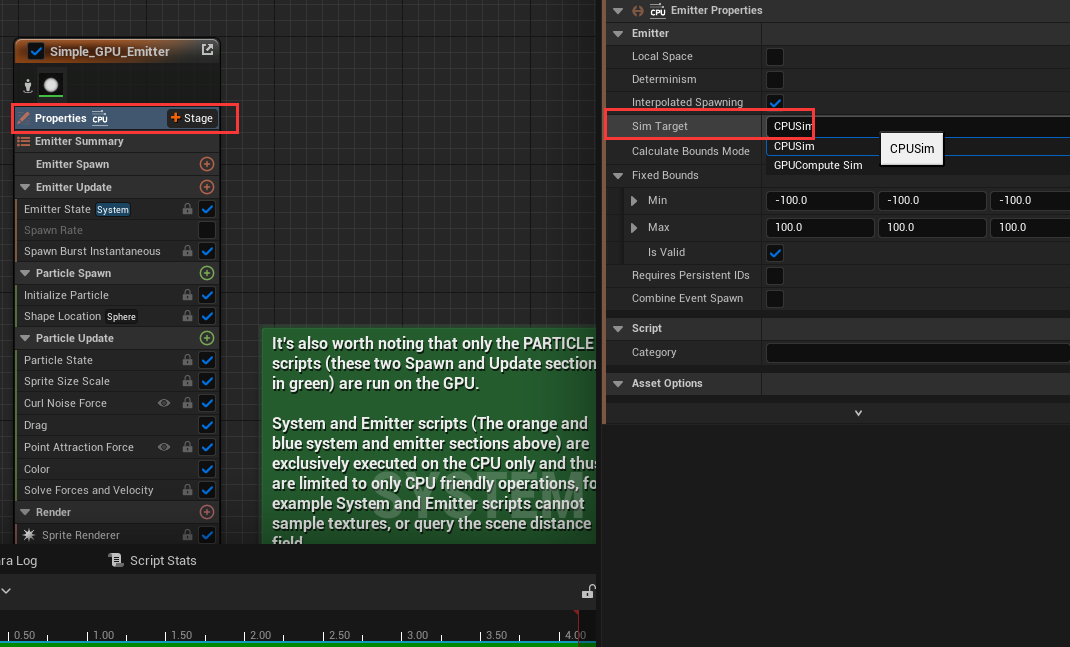 Simple_GPU_Emitter
Properties CPU + Stage
Emitter Summary
Emitter Spawn
Emitter Update
Emitter State System
Spawn Rate
Spawn Burst Instantaneous
Particle Spawn
Initialize Particle
Shape Location Sphere
Particle Update
Particle State
Sprite Size Scale
Curl Noise Force
Drag
Point Attraction Force
Color
Solve Forces and Velocity
Render
Sprite Renderer
It's also worth noting that only the PARTICLE
scripts (these two Spawn and Update section
in green) are run on the GPU.
System and Emitter scripts (The orange and
blue system and emitter sections above) are
exclusively executed on the CPU only and thus
are limited to only CPU friendly operations, fo
example System and Emitter scripts cannot
sample textures, or query the scene distance
field.
SYSTEM
ra Log
Script Stats
0.50 1.00 1.50 2.00 2.50 3.00 3.50 4.00
CPU Emitter Properties
Emitter
Local Space
Determinism
Interpolated Spawning
Sim Target CPUSim
CPUSim
GPUCompute Sim
CPUSim
Calculate Bounds Mode
Fixed Bounds
Min -100.0 -100.0 -100.0
Max 100.0 100.0 100.0
Is Valid
Requires Persistent IDs
Combine Event Spawn
Script
Category
Asset Options